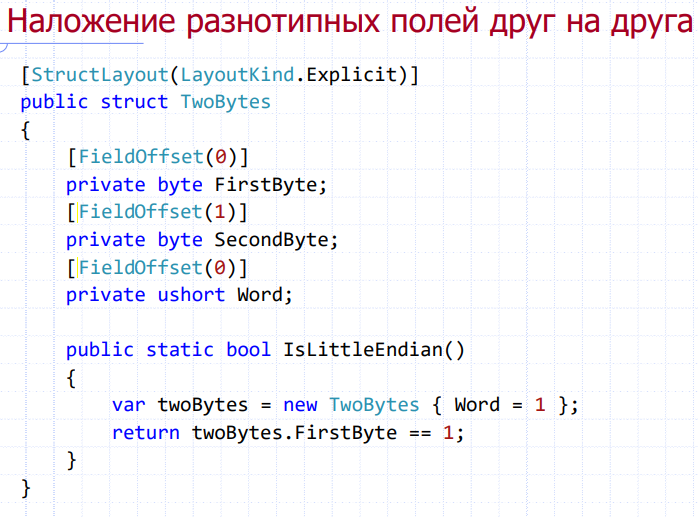 Наложение разнотипных полей друг на друга
[StructLayout(LayoutKind.Explicit)]
public struct TwoBytes
{
    [FieldOffset(0)]
    private byte FirstByte;
    [FieldOffset(1)]
    private byte SecondByte;
    [FieldOffset(0)]
    private ushort Word;

    public static bool IsLittleEndian()
    {
        var twoBytes = new TwoBytes { Word = 1 };
        return twoBytes.FirstByte == 1;
    }
}